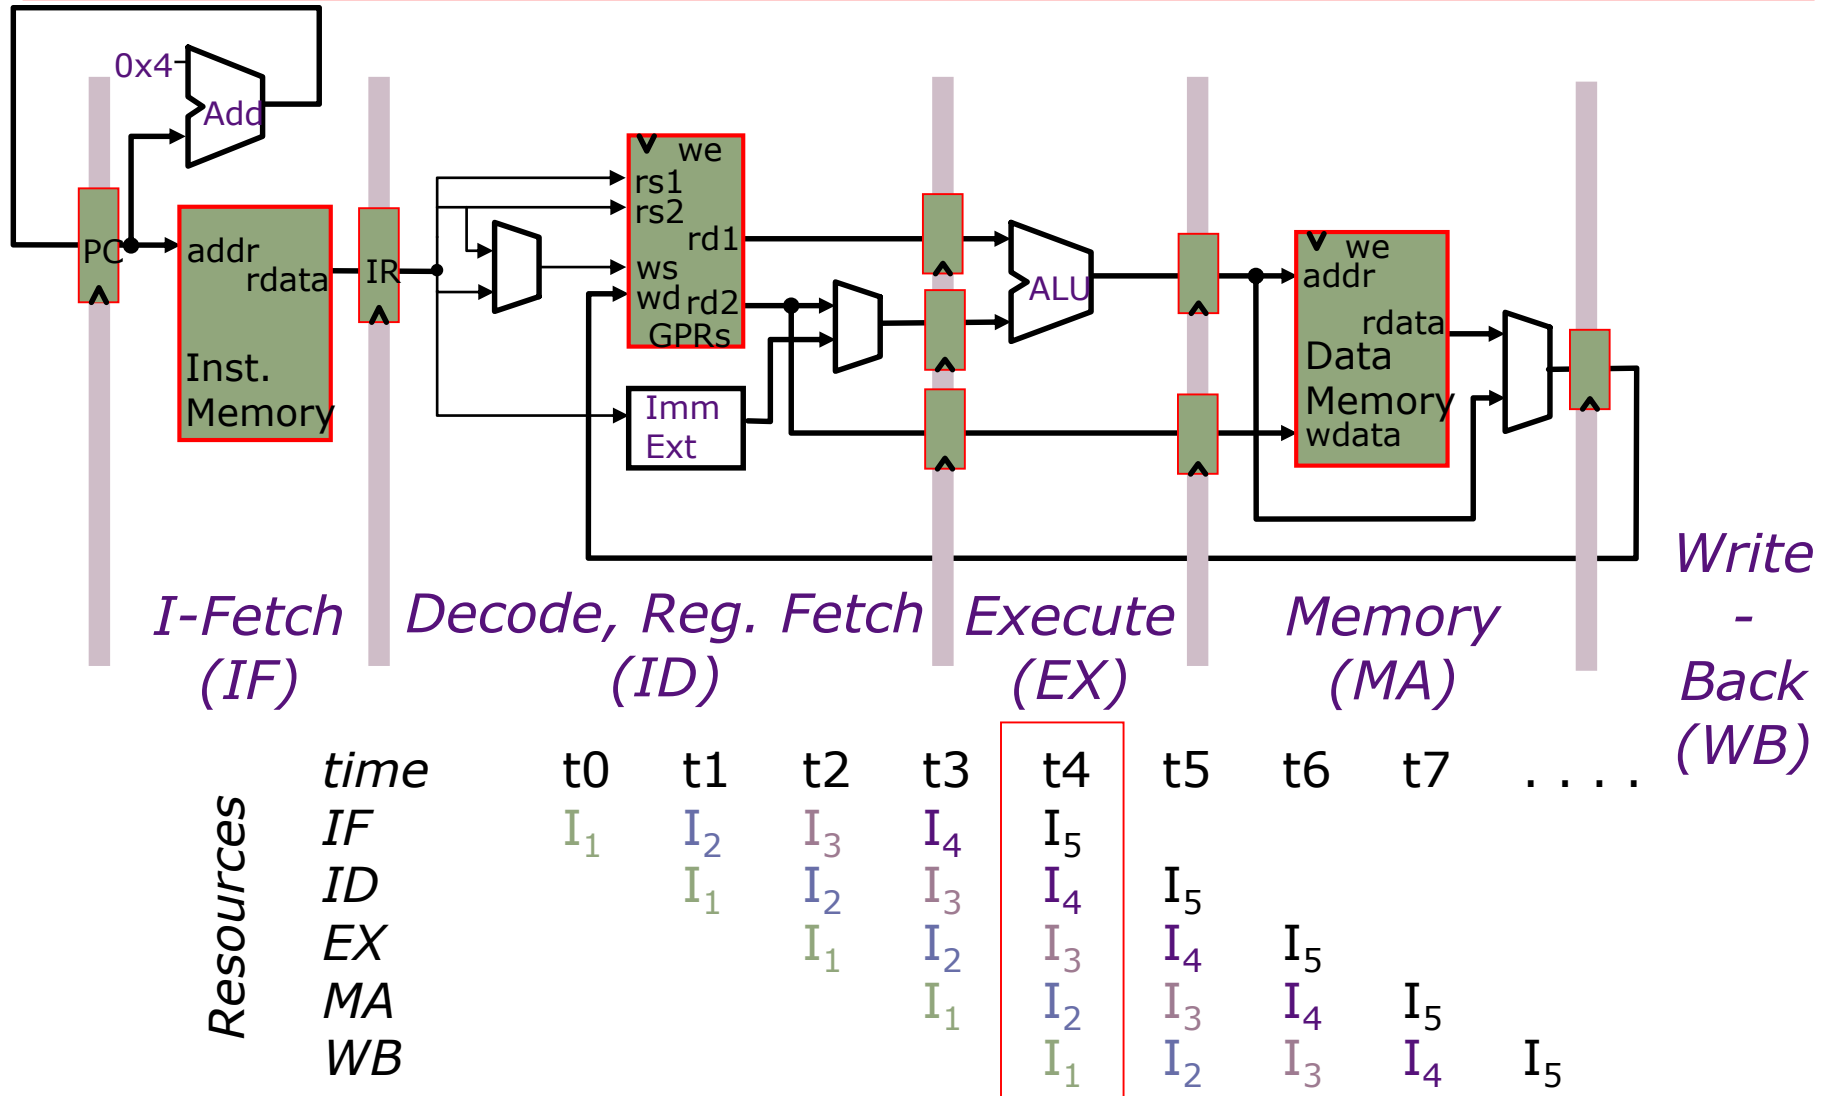 0x4
Add
PC
addr
rdata
Inst.
Memory
IR
we
rs1
rs2
rd1
ws
wd rd2
GPRs
Imm
Ext
ALU
we
addr
rdata
Data
Memory
wdata
I-Fetch
(IF)
Decode, Reg. Fetch
(ID)
Execute
(EX)
Memory
(MA)
Write
-
Back
(WB)
time t0 t1 t2 t3 t4 t5 t6 t7 . . . .
Resources
IF I1 I2 I3 I4 I5
ID I1 I2 I3 I4 I5
EX I1 I2 I3 I4 I5
MA I1 I2 I3 I4 I5
WB I1 I2 I3 I4 I5